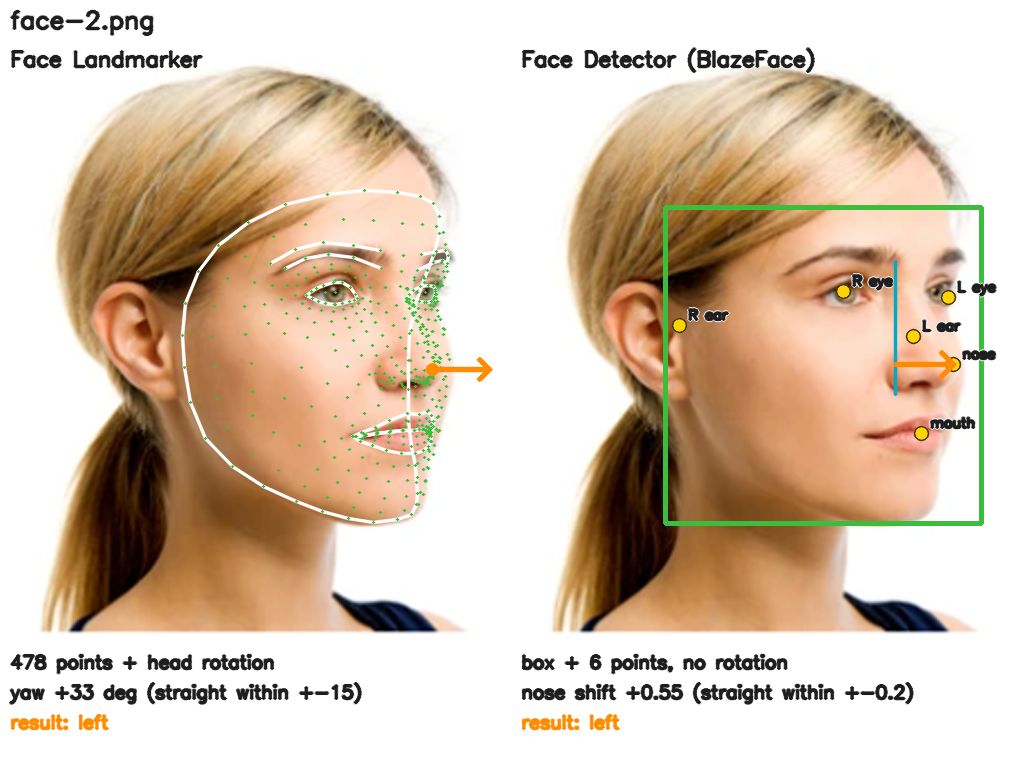 face-2.png
Face Landmarker
Face Detector (BlazeFace)
R eye
L eye
R ear
L ear
nose
mouth
478 points + head rotation
yaw +33 deg (straight within +-15)
result: left
box + 6 points, no rotation
nose shift +0.55 (straight within +-0.2)
result: left